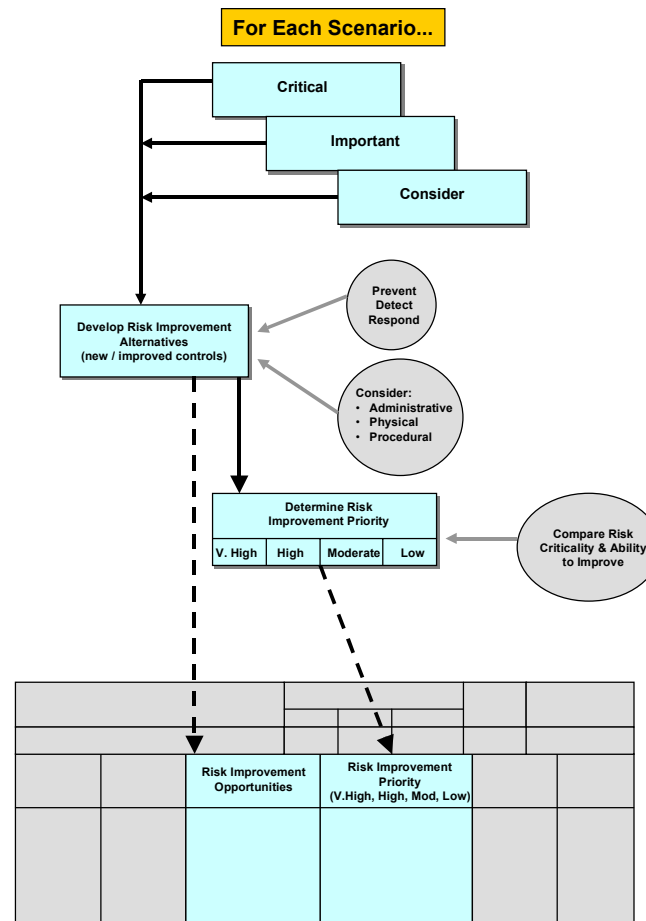 For Each Scenario...
Critical
Important
Consider
Prevent
Detect
Respond
Develop Risk Improvement
Alternatives
(new / improved controls)
Consider:
• Administrative
• Physical
• Procedural
Determine Risk
Improvement Priority
V. High
High
Moderate
Low
Compare Risk
Criticality & Ability
to Improve
Risk Improvement
Opportunities
Risk Improvement
Priority
(V.High, High, Mod, Low)